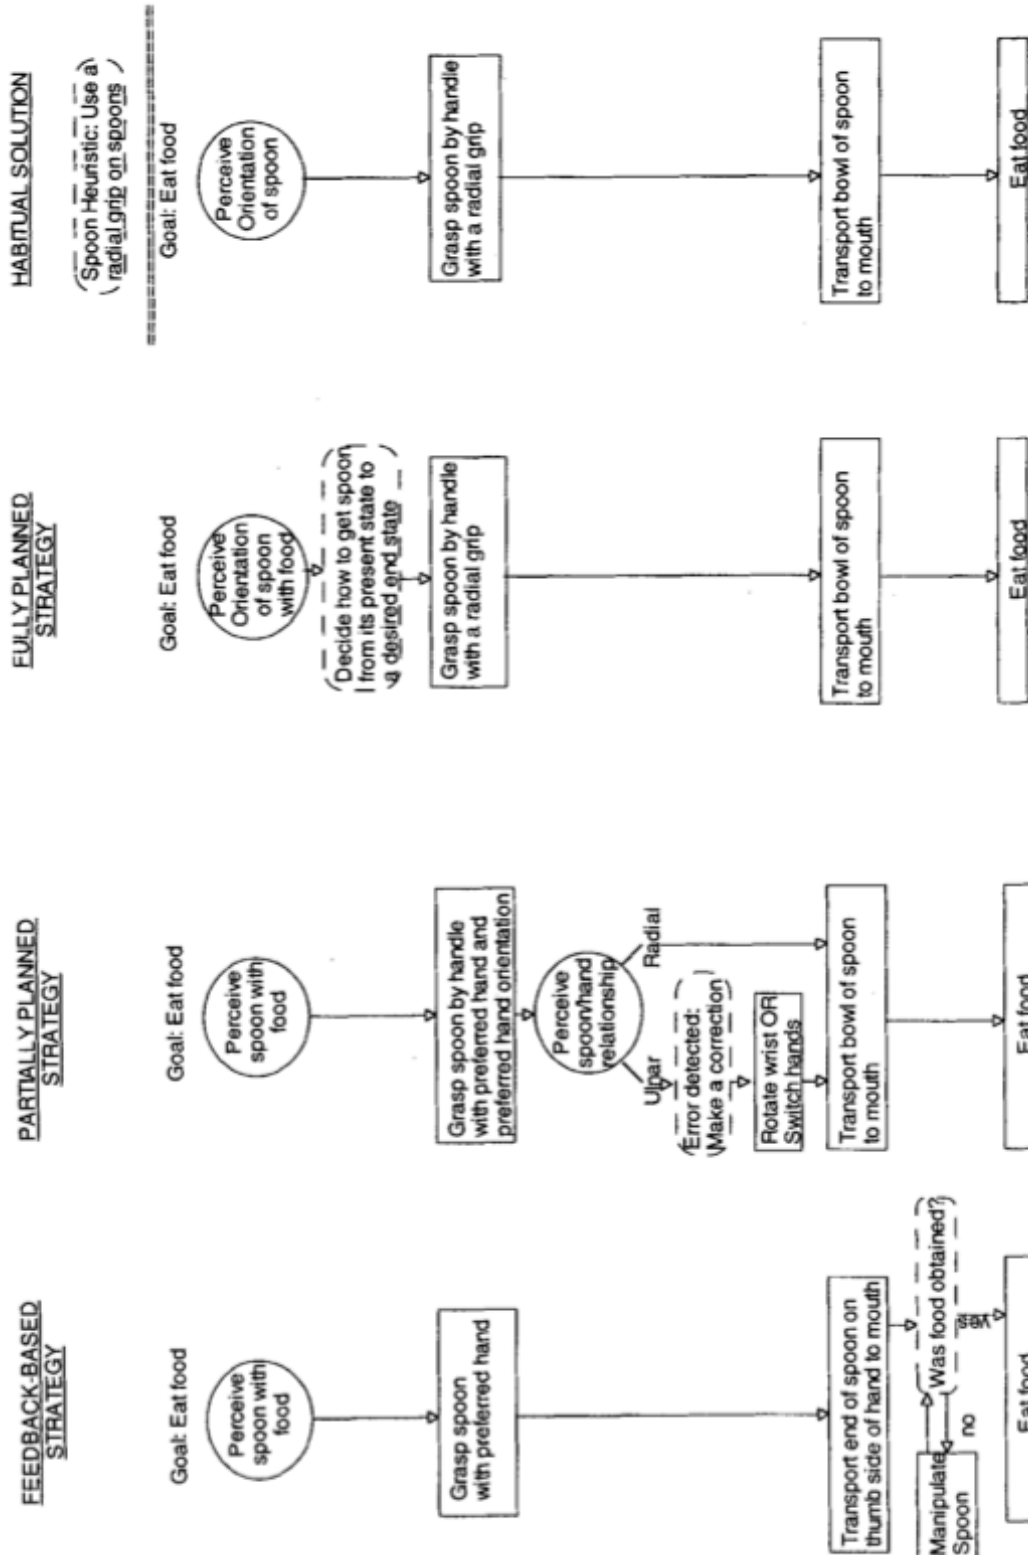 FEEDBACK-BASED
STRATEGY
Goal: Eat food
Perceive
spoon with
food
Grasp spoon
with preferred hand
Transport end of spoon on
thumb side of hand to mouth
Was food obtained?
yes
no
Manipulate
Spoon
Eat food
PARTIALLY PLANNED
STRATEGY
Goal: Eat food
Perceive
spoon with
food
Grasp spoon by handle
with preferred hand and
preferred hand orientation
Perceive
spoon/hand
relationship
Ulnar
Radial
Error detected:
Make a correction
Rotate wrist OR
Switch hands
Transport bowl of spoon
to mouth
Eat food
FULLY PLANNED
STRATEGY
Goal: Eat food
Perceive
Orientation
of spoon
with food
Decide how to get spoon
from its present state to
a desired end state
Grasp spoon by handle
with a radial grip
Transport bowl of spoon
to mouth
Eat food
HABITUAL SOLUTION
Spoon Heuristic: Use a
radial grip on spoons
Goal: Eat food
Perceive
Orientation
of spoon
Grasp spoon by handle
with a radial grip
Transport bowl of spoon
to mouth
Eat food